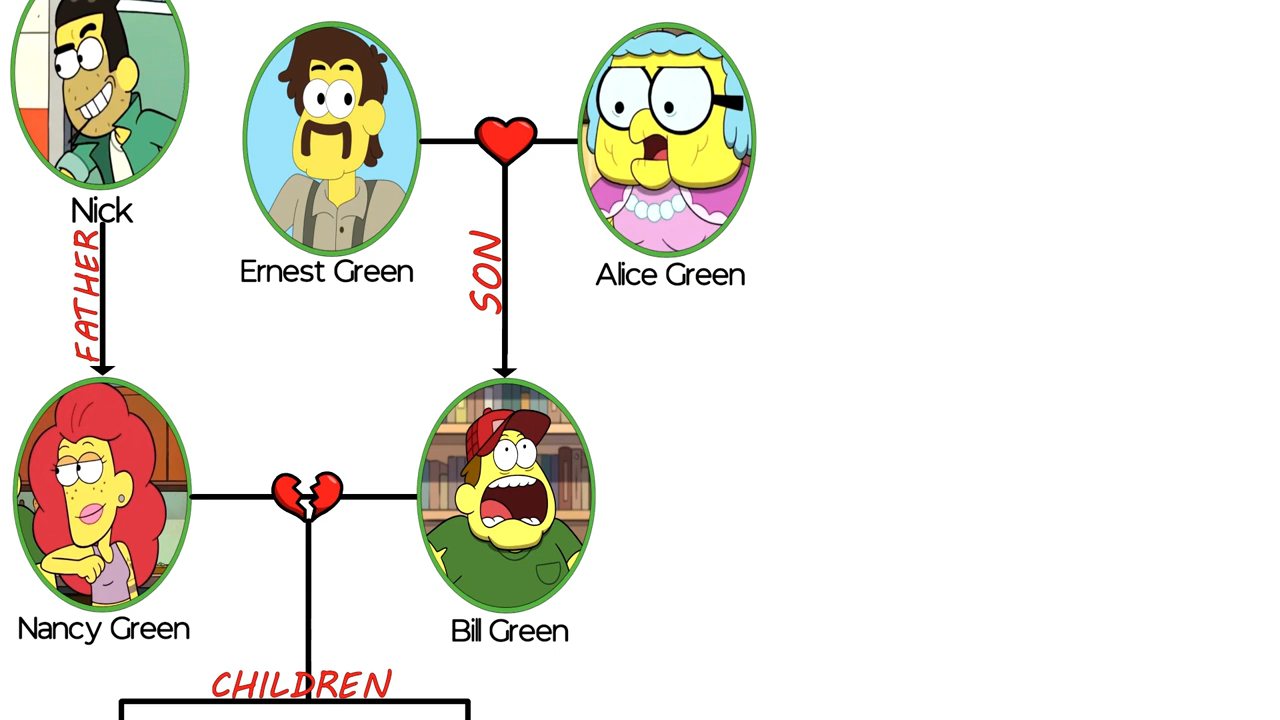 Nick
Ernest Green
Alice Green
FATHER
SON
Nancy Green
Bill Green
CHILDREN